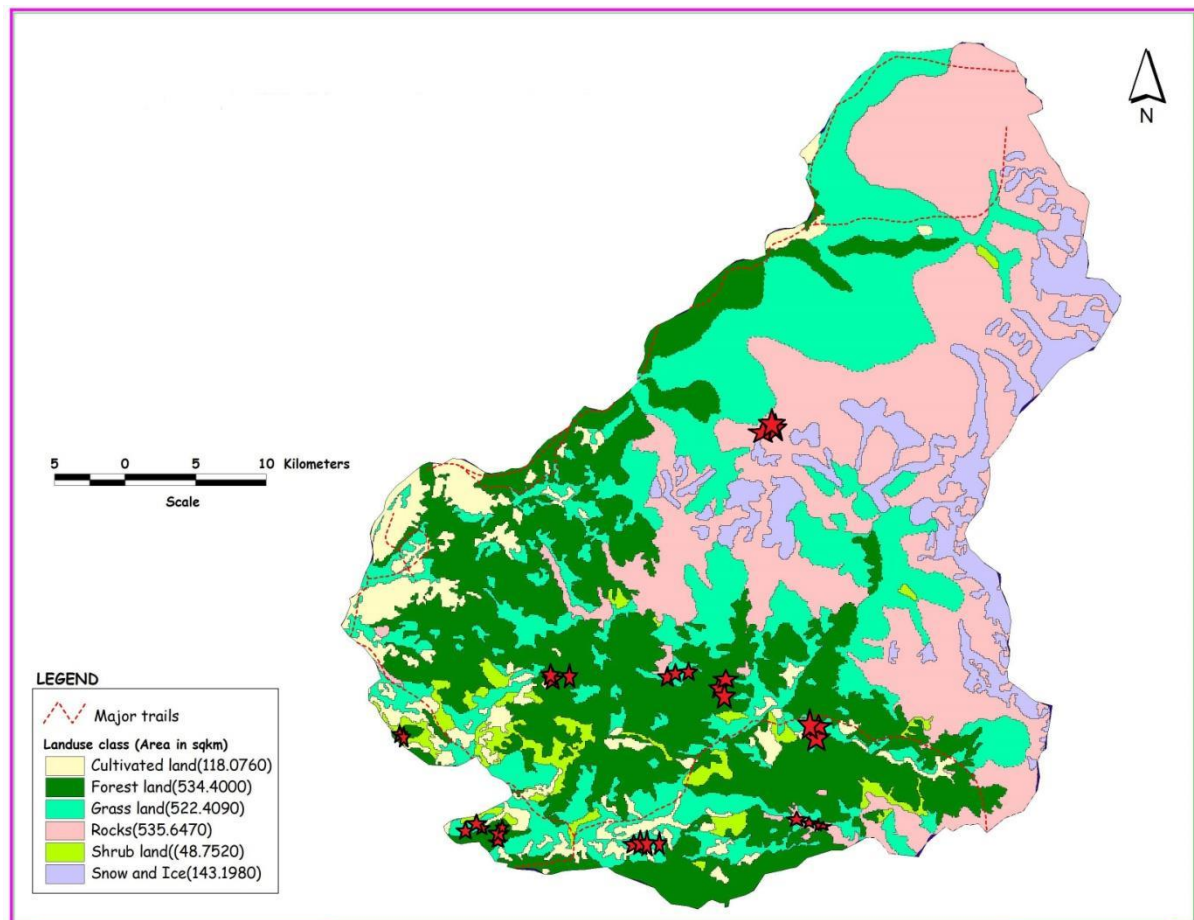 N
5 0 5 10 Kilometers
Scale
LEGEND
Major trails
Landuse class (Area in sqkm)
Cultivated land(118.0760)
Forest land(534.4000)
Grass land(522.4090)
Rocks(535.6470)
Shrub land((48.7520)
Snow and Ice(143.1980)